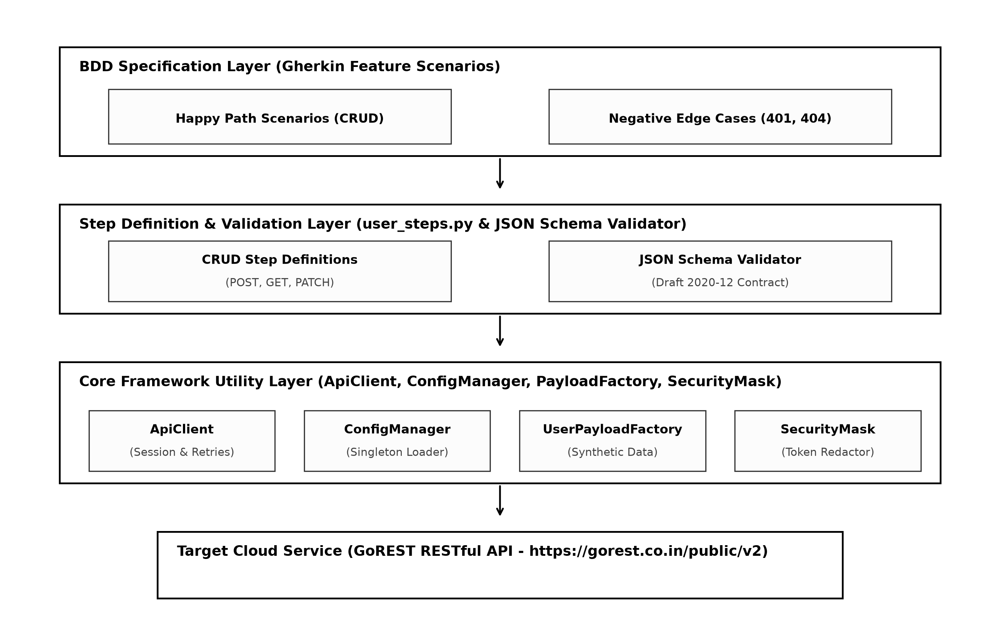 BDD Specification Layer (Gherkin Feature Scenarios)
Happy Path Scenarios (CRUD)
Negative Edge Cases (401, 404)
Step Definition & Validation Layer (user_steps.py & JSON Schema Validator)
CRUD Step Definitions
(POST, GET, PATCH)
JSON Schema Validator
(Draft 2020-12 Contract)
Core Framework Utility Layer (ApiClient, ConfigManager, PayloadFactory, SecurityMask)
ApiClient
(Session & Retries)
ConfigManager
(Singleton Loader)
UserPayloadFactory
(Synthetic Data)
SecurityMask
(Token Redactor)
Target Cloud Service (GoREST RESTful API - https://gorest.co.in/public/v2)